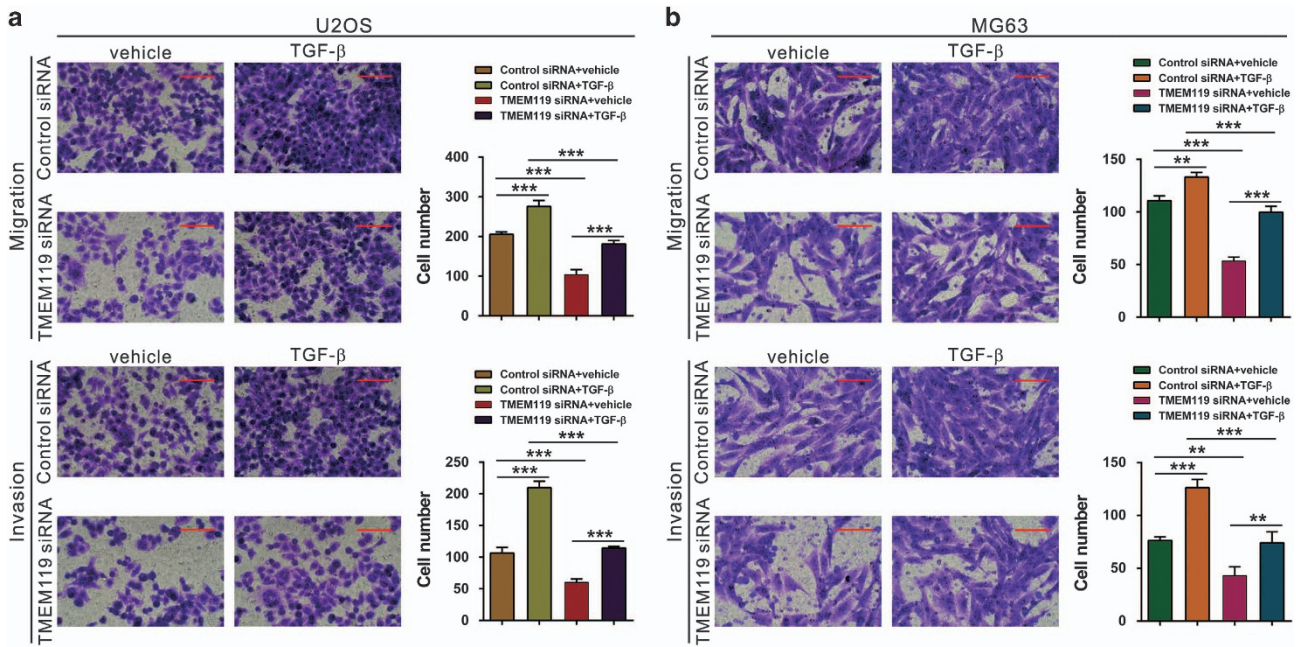 a
U2OS
vehicle
TGF-β
Migration
Control siRNA
TMEM119 siRNA
Control siRNA+vehicle
Control siRNA+TGF-β
TMEM119 siRNA+vehicle
TMEM119 siRNA+TGF-β
Cell number
400
300
200
100
0
***
***
***
***
vehicle
TGF-β
Invasion
Control siRNA
TMEM119 siRNA
Control siRNA+vehicle
Control siRNA+TGF-β
TMEM119 siRNA+vehicle
TMEM119 siRNA+TGF-β
Cell number
250
200
150
100
50
0
***
***
***
***
b
MG63
vehicle
TGF-β
Migration
Control siRNA
TMEM119 siRNA
Control siRNA+vehicle
Control siRNA+TGF-β
TMEM119 siRNA+vehicle
TMEM119 siRNA+TGF-β
Cell number
150
100
50
0
***
***
**
***
vehicle
TGF-β
Invasion
Control siRNA
TMEM119 siRNA
Control siRNA+vehicle
Control siRNA+TGF-β
TMEM119 siRNA+vehicle
TMEM119 siRNA+TGF-β
Cell number
150
100
50
0
***
**
***
**